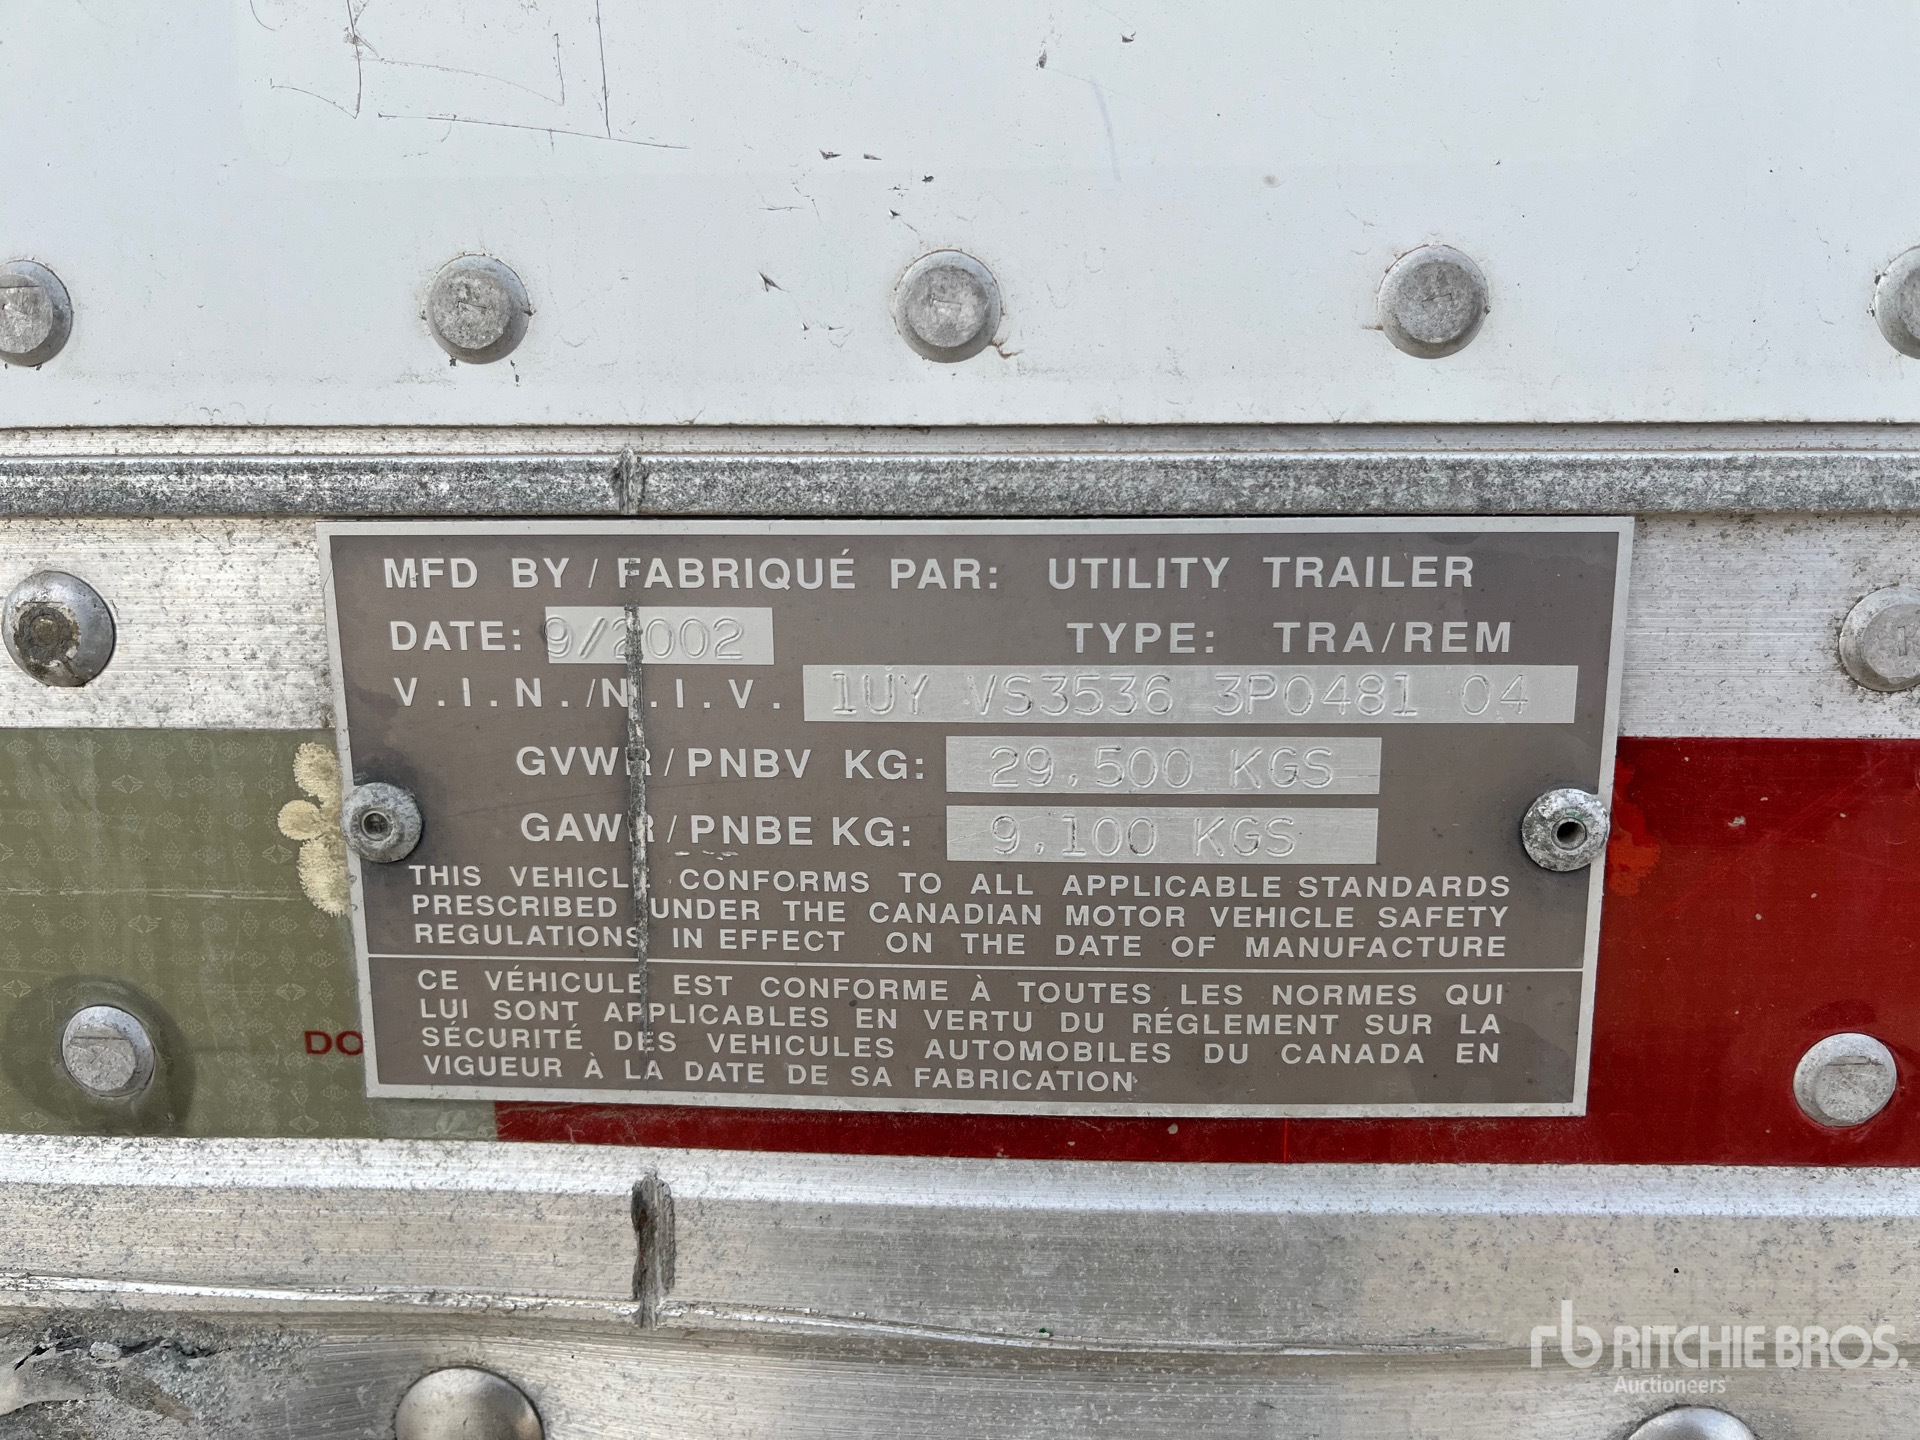 MFD BY / FABRIQUÉ PAR: UTILITY TRAILER
DATE: 9/2002 TYPE: TRA/REM
V.I.N./N.I.V. 1UY VS3536 3P0481 04
GVWR/PNBV KG: 29,500 KGS
GAWR/PNBE KG: 9,100 KGS
THIS VEHICLE CONFORMS TO ALL APPLICABLE STANDARDS
PRESCRIBED UNDER THE CANADIAN MOTOR VEHICLE SAFETY
REGULATIONS IN EFFECT ON THE DATE OF MANUFACTURE
CE VÉHICULE EST CONFORME À TOUTES LES NORMES QUI
LUI SONT APPLICABLES EN VERTU DU RÉGLEMENT SUR LA
SÉCURITÉ DES VEHICULES AUTOMOBILES DU CANADA EN
VIGUEUR À LA DATE DE SA FABRICATION
DO
rb RITCHIE BROS.
Auctioneers